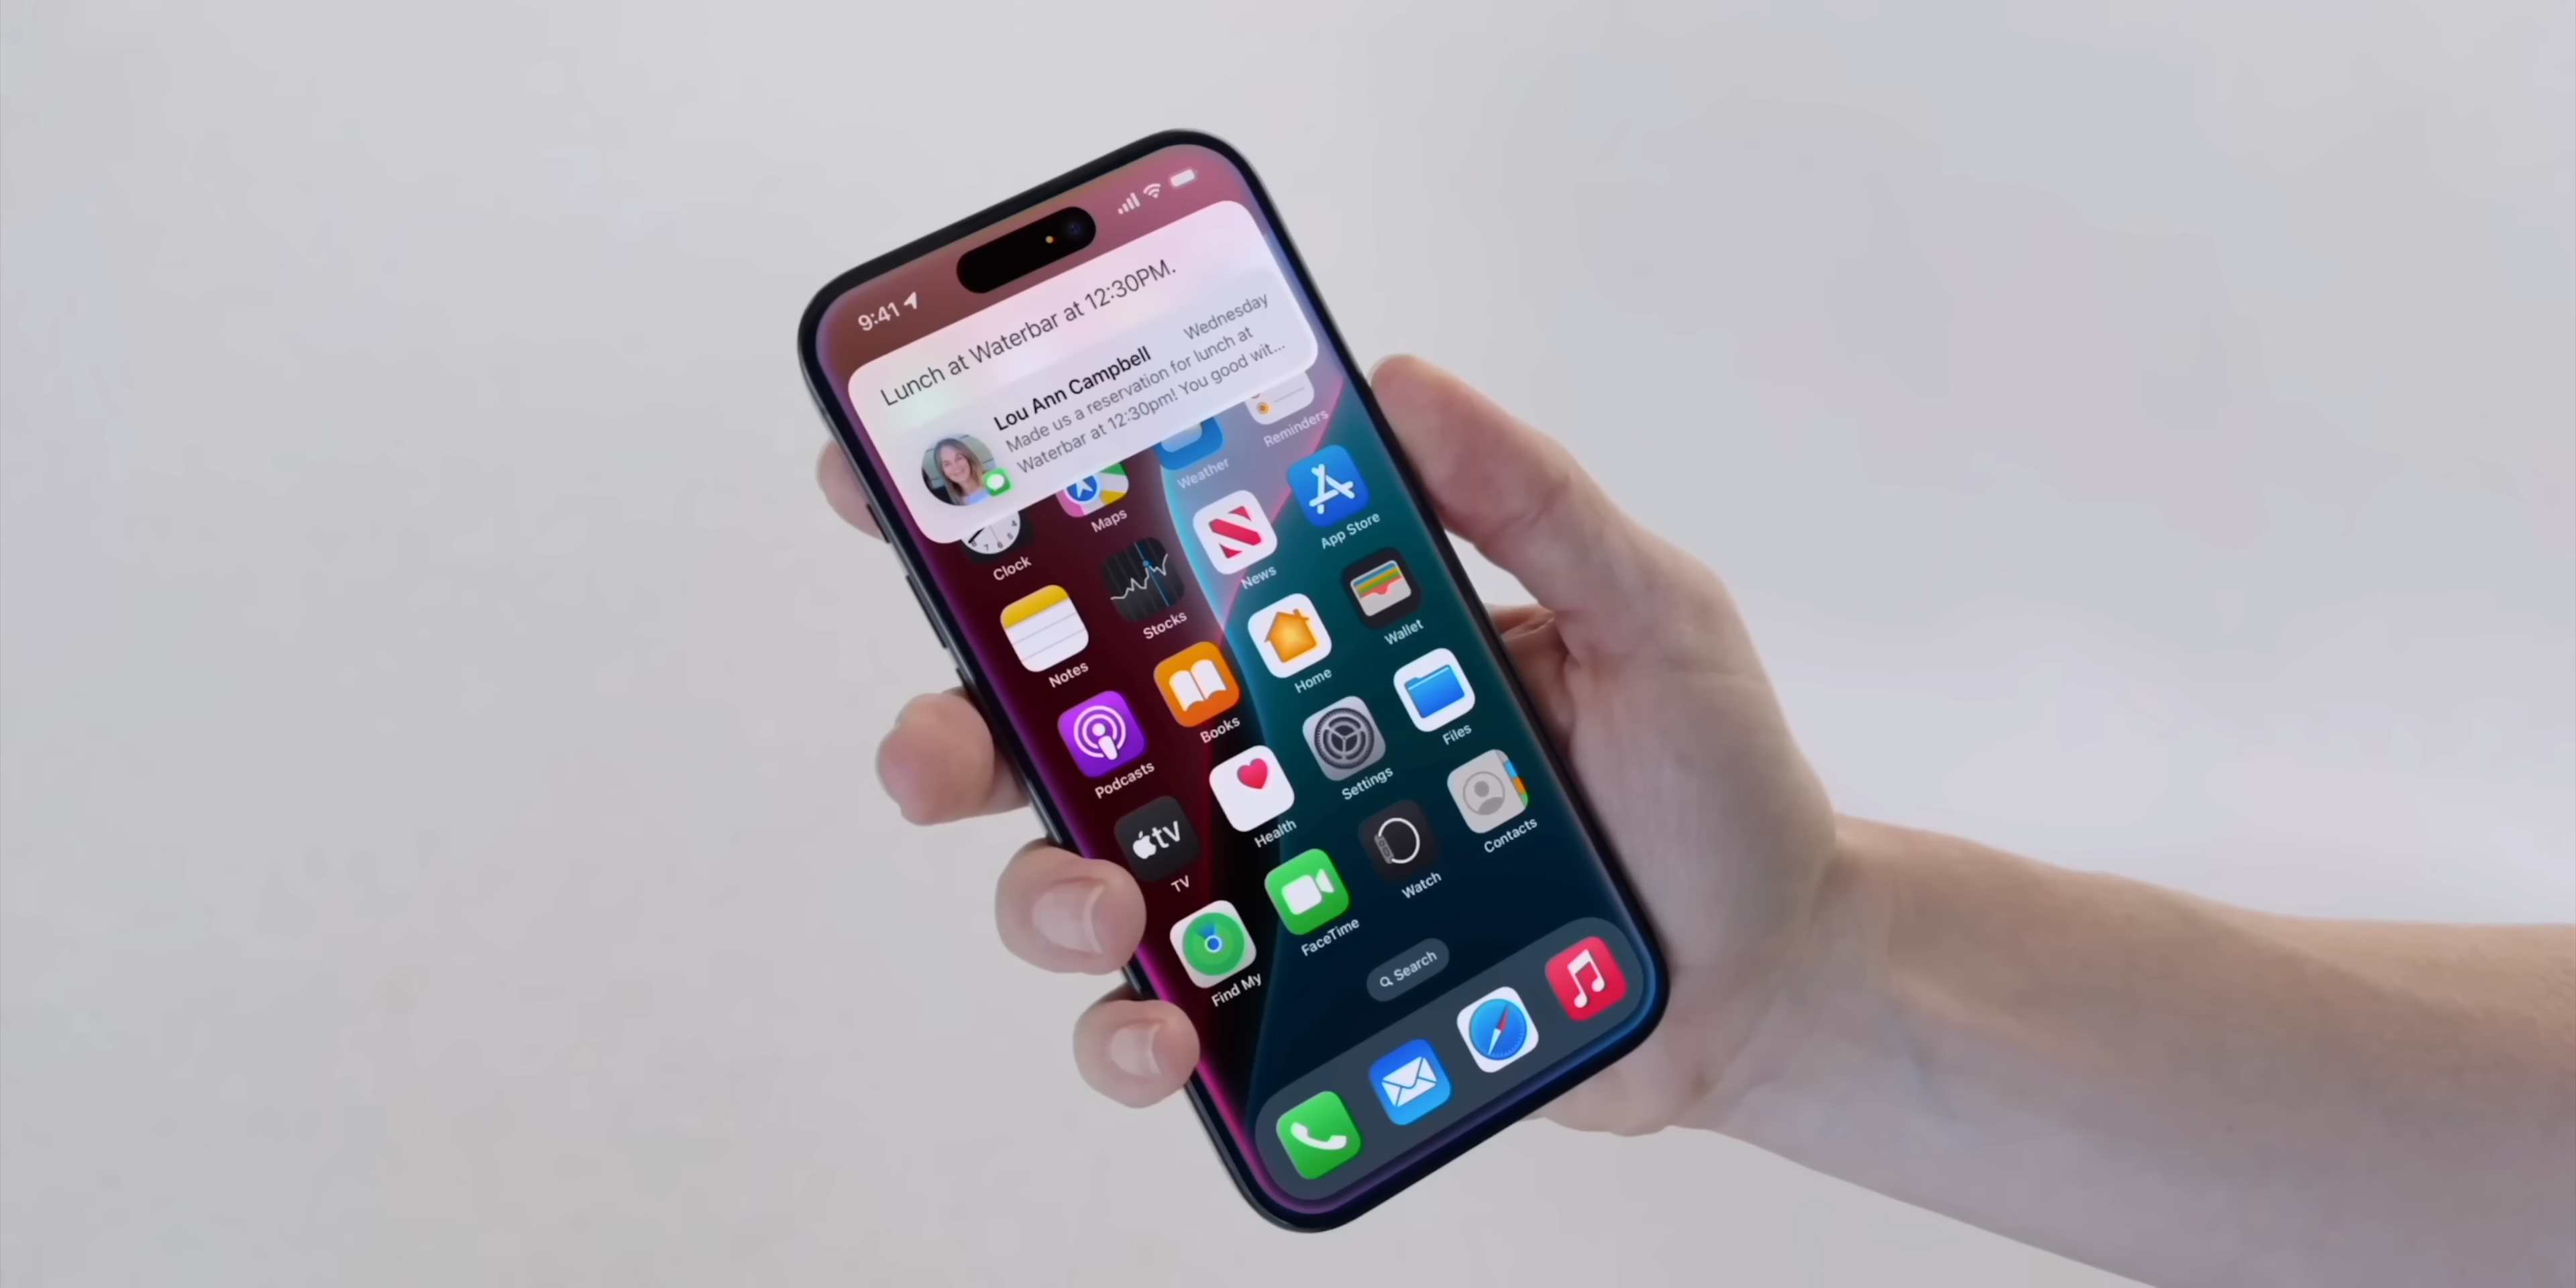 9:41
Lunch at Waterbar at 12:30PM.
Lou Ann Campbell
Wednesday
Made us a reservation for lunch at
Waterbar at 12:30pm! You good wit...
Clock
Maps
Weather
Reminders
Notes
Stocks
News
App Store
Podcasts
Books
Home
Wallet
tv
TV
Health
Settings
Files
Find My
FaceTime
Watch
Contacts
Search